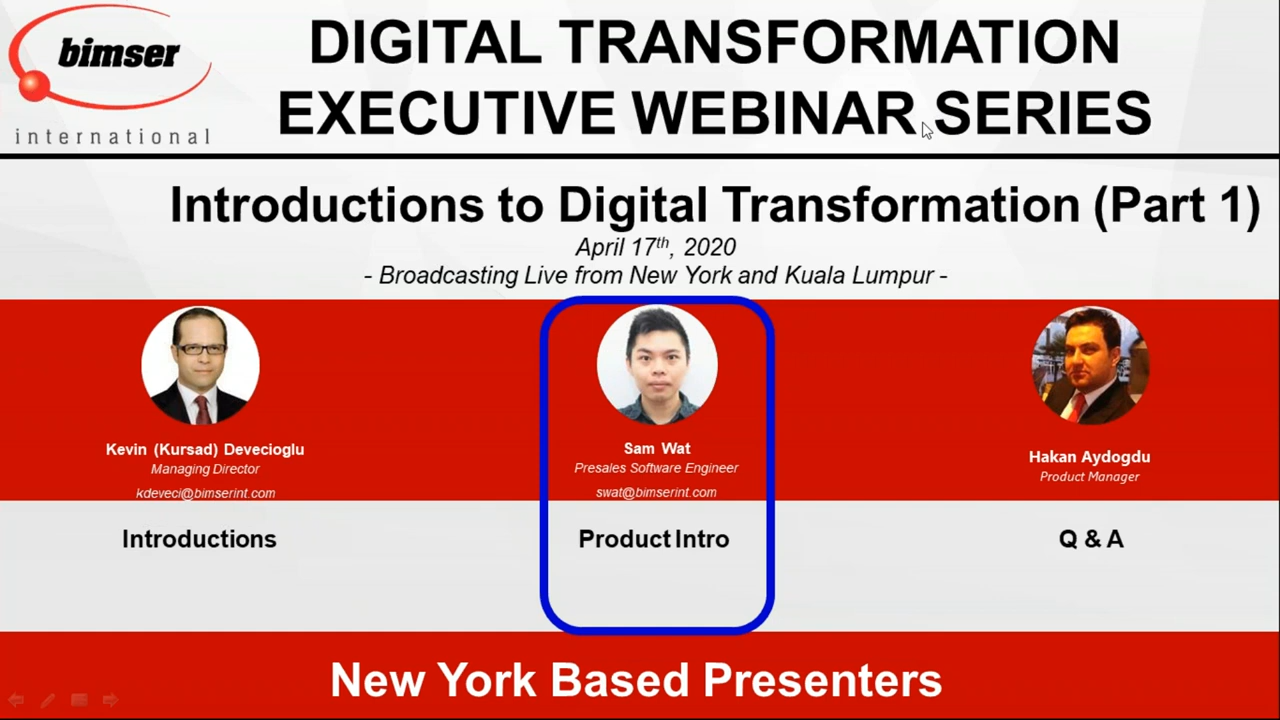 bimser
international
DIGITAL TRANSFORMATION
EXECUTIVE WEBINAR SERIES
Introductions to Digital Transformation (Part 1)
April 17th, 2020
- Broadcasting Live from New York and Kuala Lumpur -
Kevin (Kursad) Devecioglu
Managing Director
kdeveci@bimserint.com
Introductions
Sam Wat
Presales Software Engineer
swat@bimserint.com
Product Intro
Hakan Aydogdu
Product Manager
Q & A
New York Based Presenters